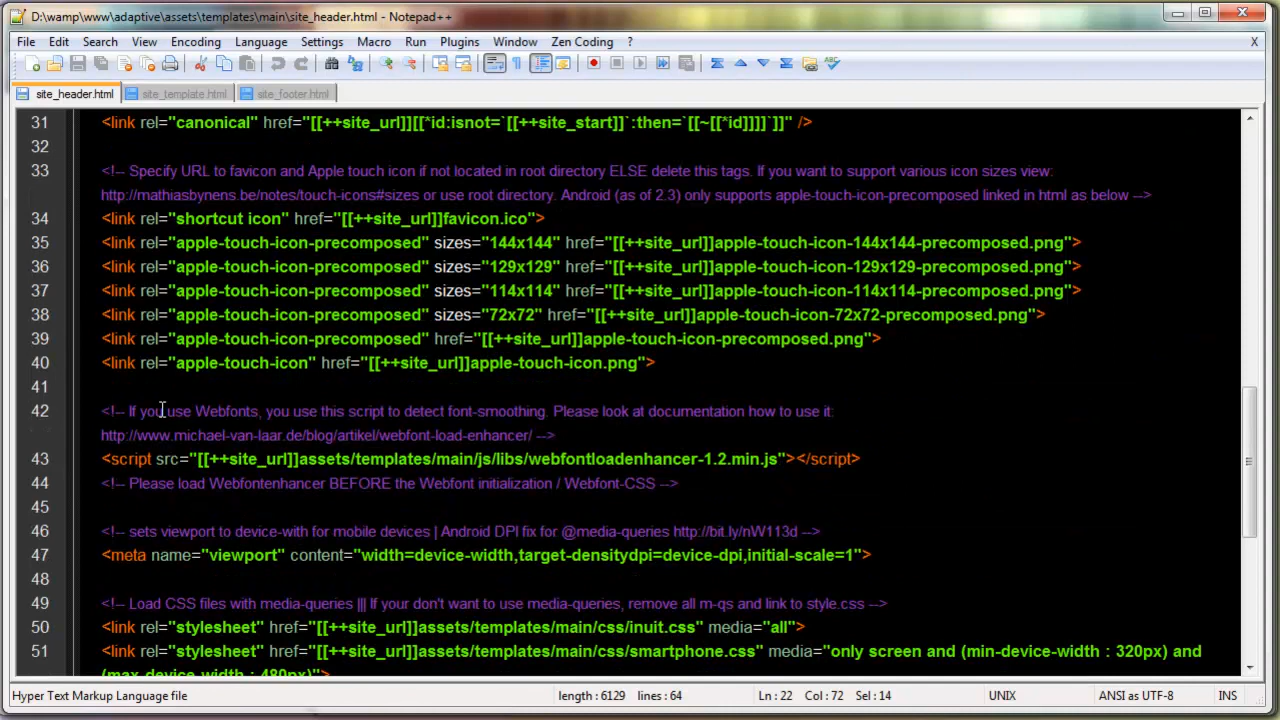 D:\wamp\www\adaptive\assets\templates\main\site_header.html - Notepad++
File Edit Search View Encoding Language Settings Macro Run Plugins Window Zen Coding ? X
site_header.html site_template.html site_footer.html
31 <link rel="canonical" href="[[++site_url]][[*id:isnot=`[[++site_start]]`:then=`[[~[[*id]]]]`]]" />
32
33 <!-- Specify URL to favicon and Apple touch icon if not located in root directory ELSE delete this tags. If you want to support various icon sizes view:
http://mathiasbynens.be/notes/touch-icons#sizes or use root directory. Android (as of 2.3) only supports apple-touch-icon-precomposed linked in html as below -->
34 <link rel="shortcut icon" href="[[++site_url]]favicon.ico">
35 <link rel="apple-touch-icon-precomposed" sizes="144x144" href="[[++site_url]]apple-touch-icon-144x144-precomposed.png">
36 <link rel="apple-touch-icon-precomposed" sizes="129x129" href="[[++site_url]]apple-touch-icon-129x129-precomposed.png">
37 <link rel="apple-touch-icon-precomposed" sizes="114x114" href="[[++site_url]]apple-touch-icon-114x114-precomposed.png">
38 <link rel="apple-touch-icon-precomposed" sizes="72x72" href="[[++site_url]]apple-touch-icon-72x72-precomposed.png">
39 <link rel="apple-touch-icon-precomposed" href="[[++site_url]]apple-touch-icon-precomposed.png">
40 <link rel="apple-touch-icon" href="[[++site_url]]apple-touch-icon.png">
41
42 <!-- If you use Webfonts, you use this script to detect font-smoothing. Please look at documentation how to use it:
http://www.michael-van-laar.de/blog/artikel/webfont-load-enhancer/ -->
43 <script src="[[++site_url]]assets/templates/main/js/libs/webfontloadenhancer-1.2.min.js"></script>
44 <!-- Please load Webfontenhancer BEFORE the Webfont initialization / Webfont-CSS -->
45
46 <!-- sets viewport to device-with for mobile devices | Android DPI fix for @media-queries http://bit.ly/nW113d -->
47 <meta name="viewport" content="width=device-width,target-densitydpi=device-dpi,initial-scale=1">
48
49 <!-- Load CSS files with media-queries ||| If your don't want to use media-queries, remove all m-qs and link to style.css -->
50 <link rel="stylesheet" href="[[++site_url]]assets/templates/main/css/inuit.css" media="all">
51 <link rel="stylesheet" href="[[++site_url]]assets/templates/main/css/smartphone.css" media="only screen and (min-device-width : 320px) and
(max-device-width : 480px)">
Hyper Text Markup Language file length : 6129 lines : 64 Ln : 22 Col : 72 Sel : 14 UNIX ANSI as UTF-8 INS